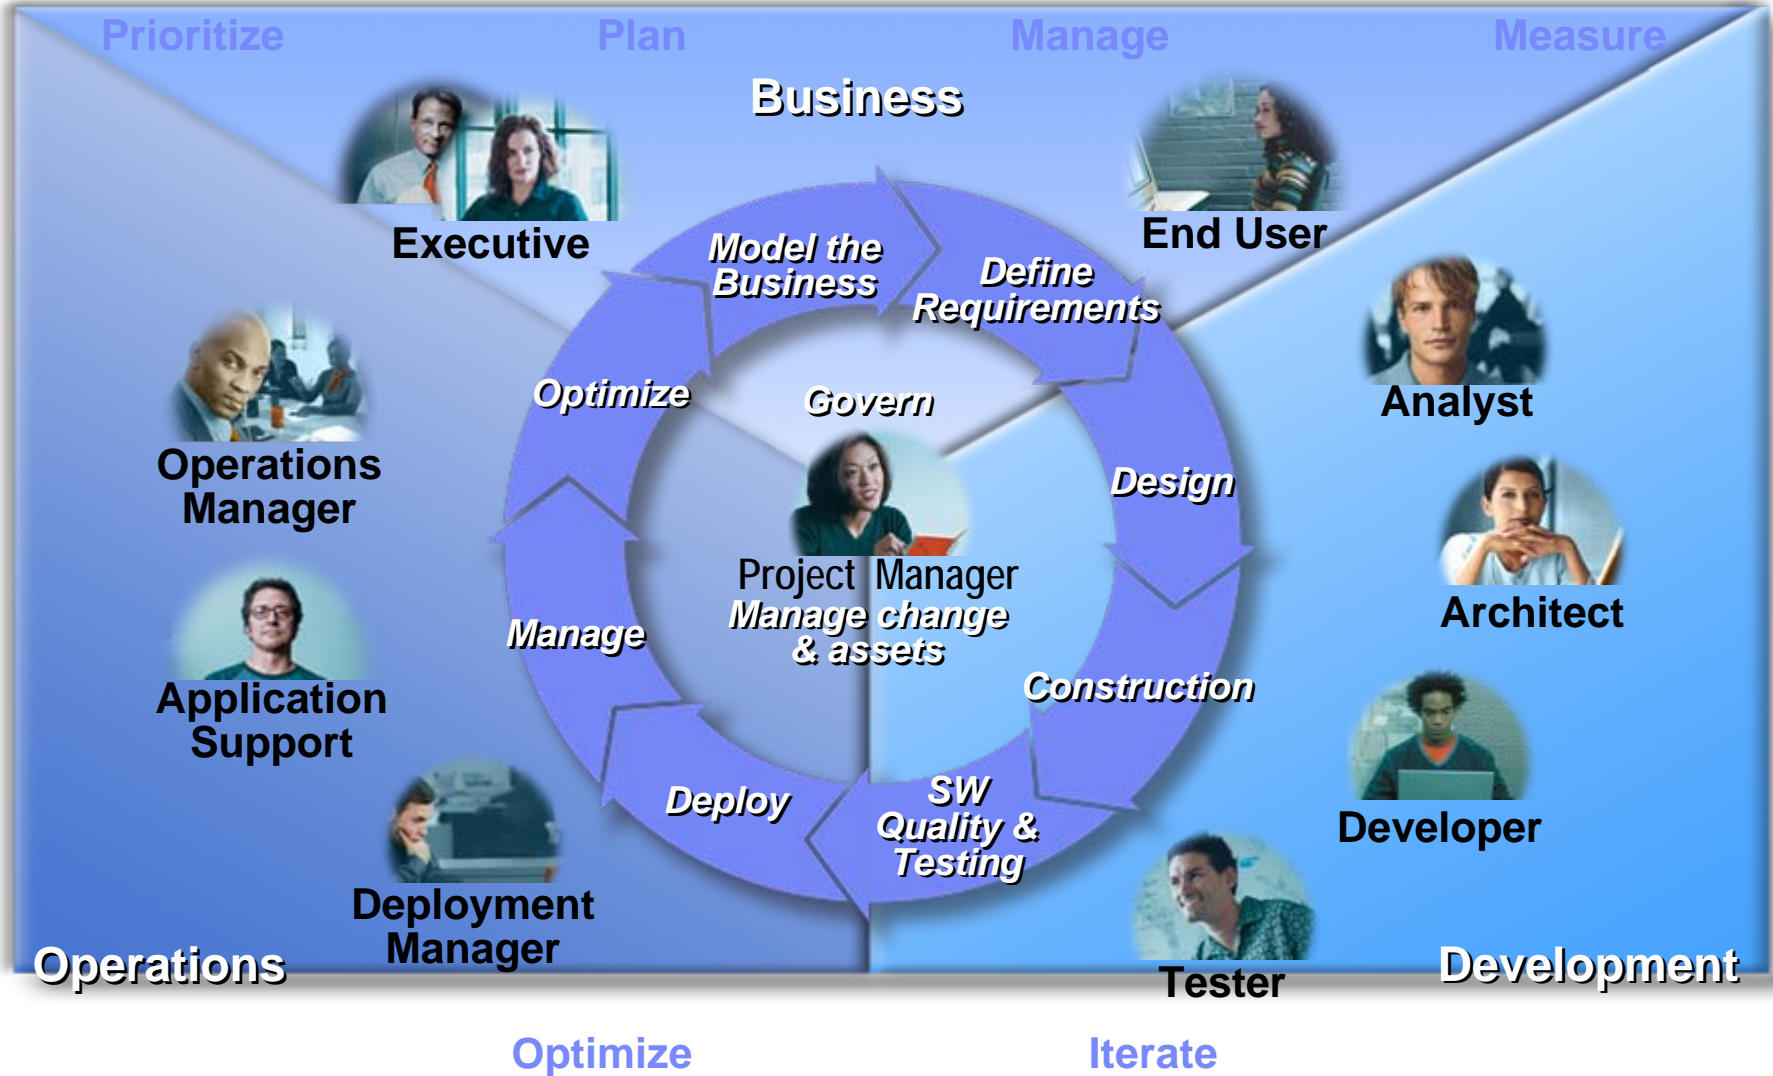 Prioritize
Plan
Manage
Measure
Business
Executive
End User
Model the
Business
Define
Requirements
Analyst
Optimize
Govern
Operations
Manager
Design
Architect
Project Manager
Manage change
& assets
Manage
Application
Support
Construction
Developer
Deploy
SW
Quality &
Testing
Deployment
Manager
Tester
Operations
Development
Optimize
Iterate